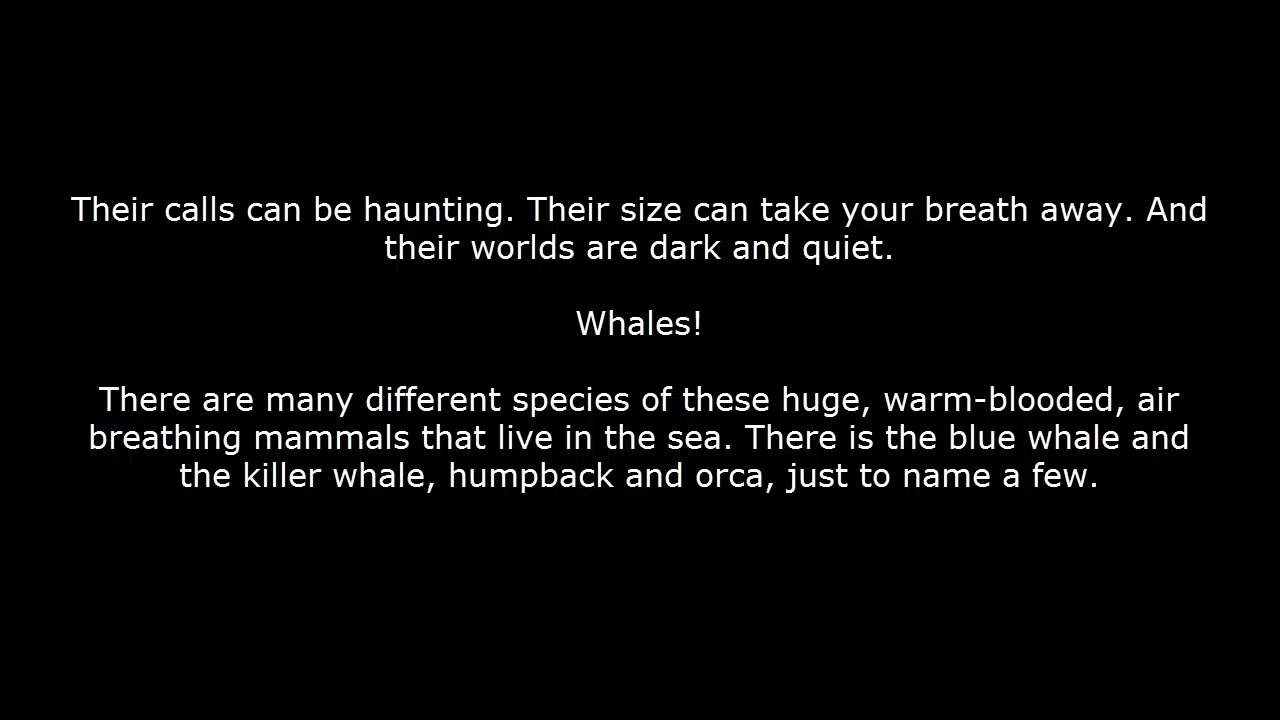 Their calls can be haunting. Their size can take your breath away. And
their worlds are dark and quiet.
Whales!
There are many different species of these huge, warm-blooded, air
breathing mammals that live in the sea. There is the blue whale and
the killer whale, humpback and orca, just to name a few.